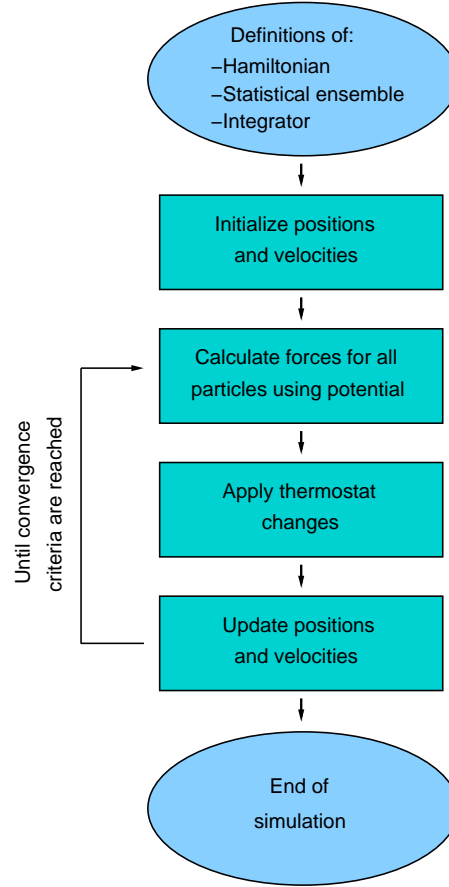 Definitions of:
−Hamiltonian
−Statistical ensemble
−Integrator
Initialize positions
and velocities
Calculate forces for all
particles using potential
Apply thermostat
changes
Update positions
and velocities
Until convergence
criteria are reached
End of
simulation